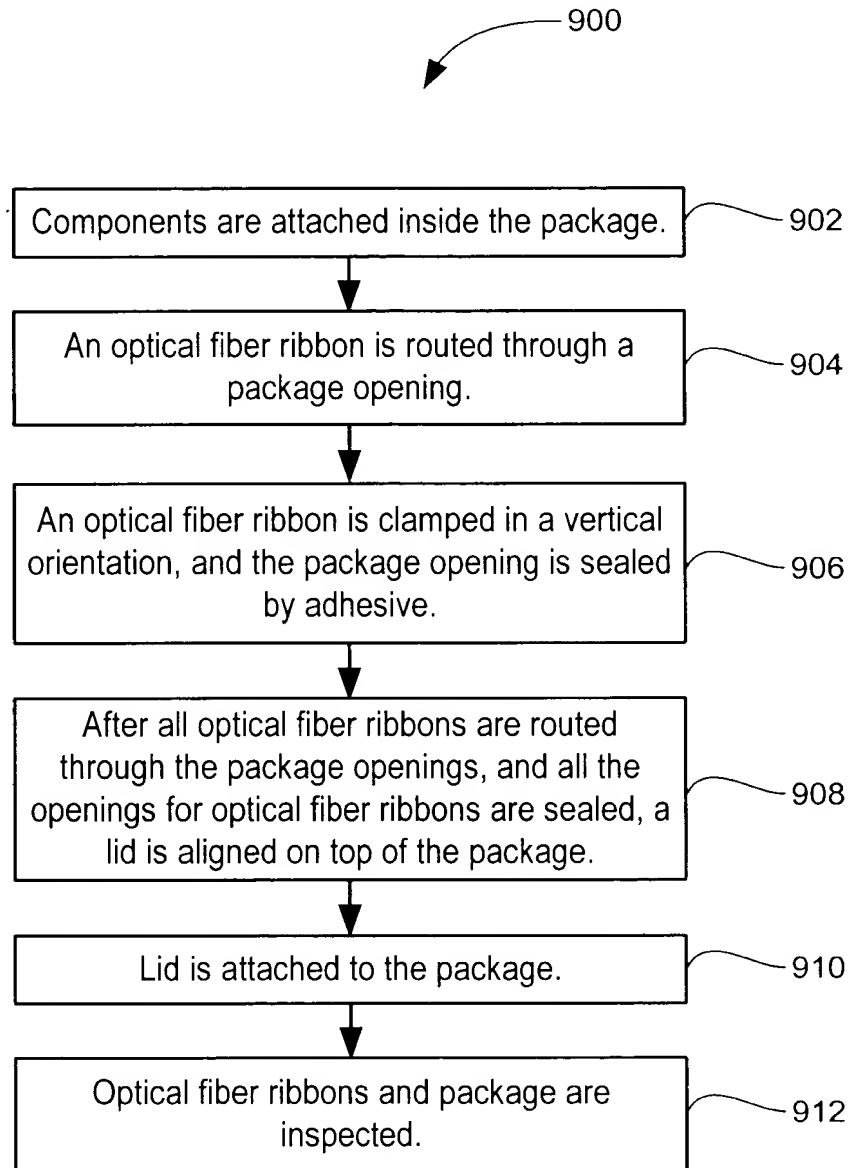 900
Components are attached inside the package.
902
An optical fiber ribbon is routed through a
package opening.
904
An optical fiber ribbon is clamped in a vertical
orientation, and the package opening is sealed
by adhesive.
906
After all optical fiber ribbons are routed
through the package openings, and all the
openings for optical fiber ribbons are sealed, a
lid is aligned on top of the package.
908
Lid is attached to the package.
910
Optical fiber ribbons and package are
inspected.
912